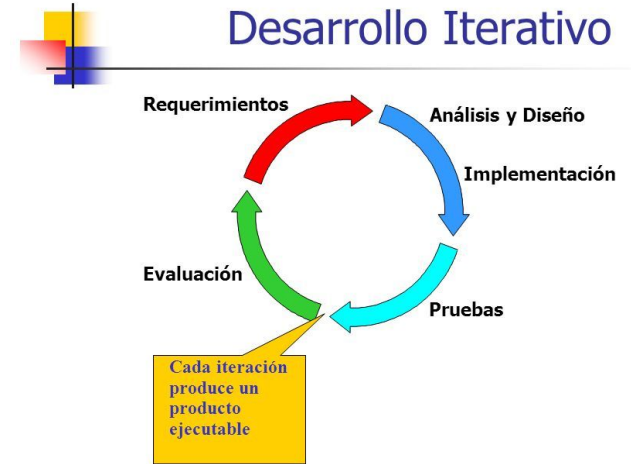 Desarrollo Iterativo
Requerimientos
Análisis y Diseño
Implementación
Evaluación
Pruebas
Cada iteración
produce un
producto
ejecutable